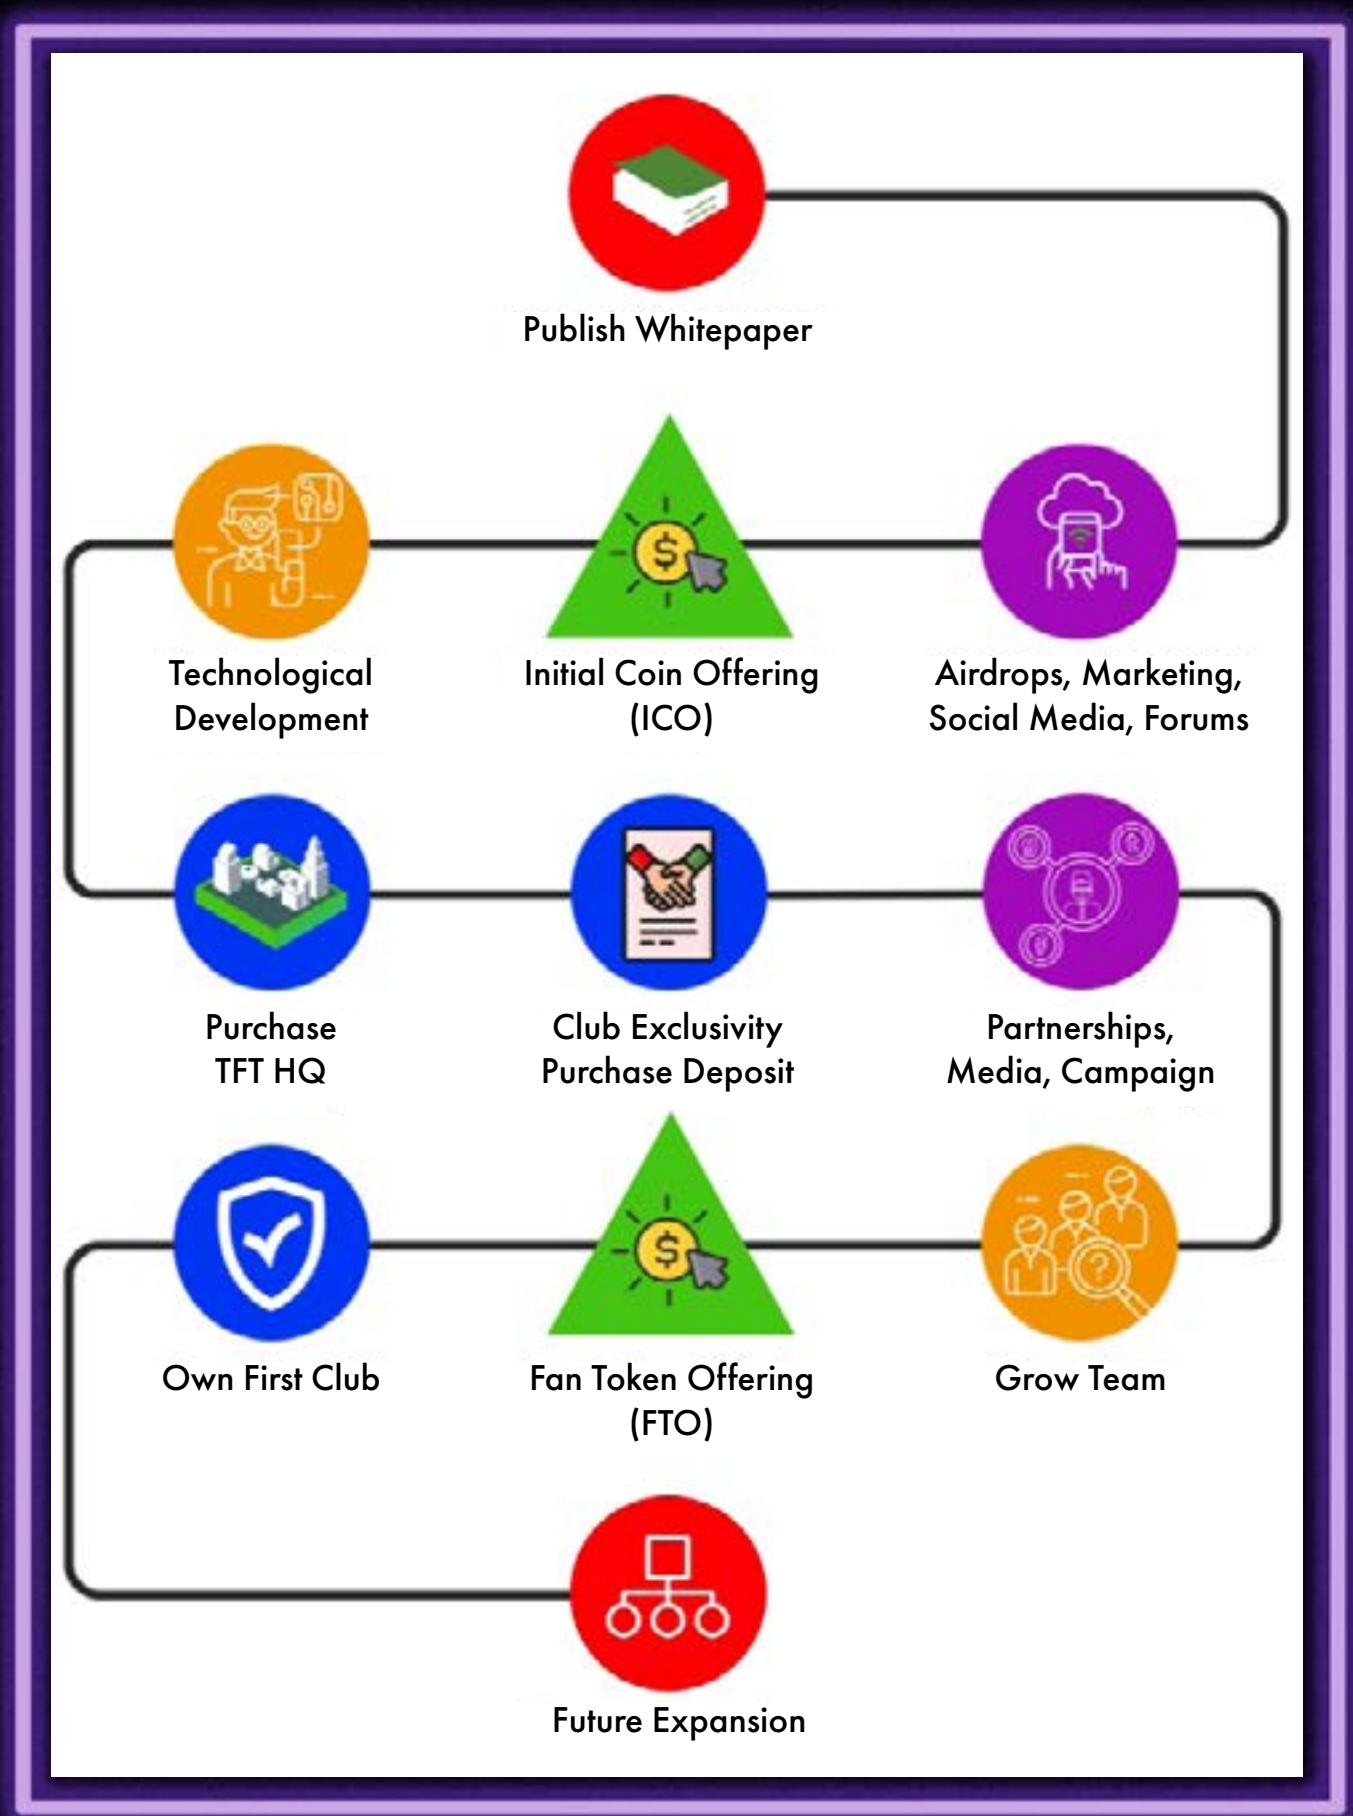 Publish Whitepaper
Technological
Development
Initial Coin Offering
(ICO)
Airdrops, Marketing,
Social Media, Forums
Purchase
TFT HQ
Club Exclusivity
Purchase Deposit
Partnerships,
Media, Campaign
Own First Club
Fan Token Offering
(FTO)
Grow Team
Future Expansion